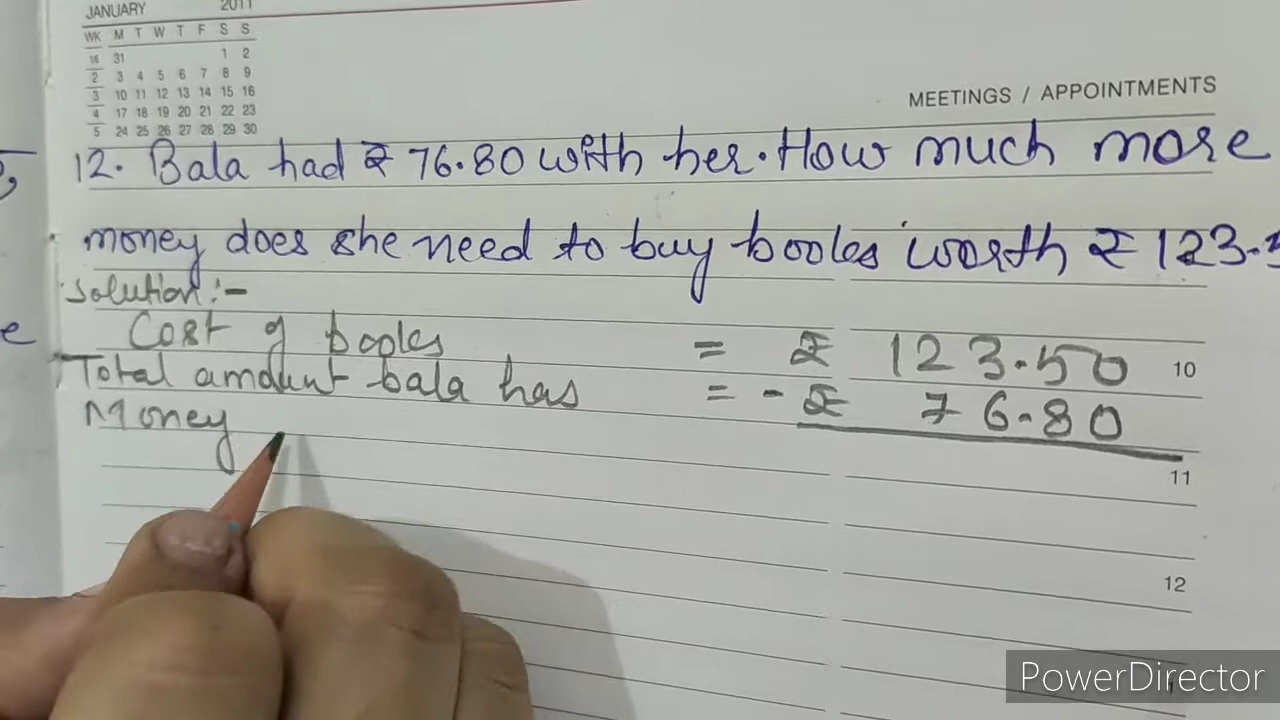 JANUARY 2011
WK M T W T F S S
31 1 2
2 3 4 5 6 7 8 9
3 10 11 12 13 14 15 16
4 17 18 19 20 21 22 23
5 24 25 26 27 28 29 30
MEETINGS / APPOINTMENTS
12. Bala had ₹ 76.80 with her. How much more
money does she need to buy books worth ₹ 123.
Solution:-
Cost of books = ₹ 123.50
10
Total amount bala has = - ₹ 76.80
Money
11
12
e
PowerDirector